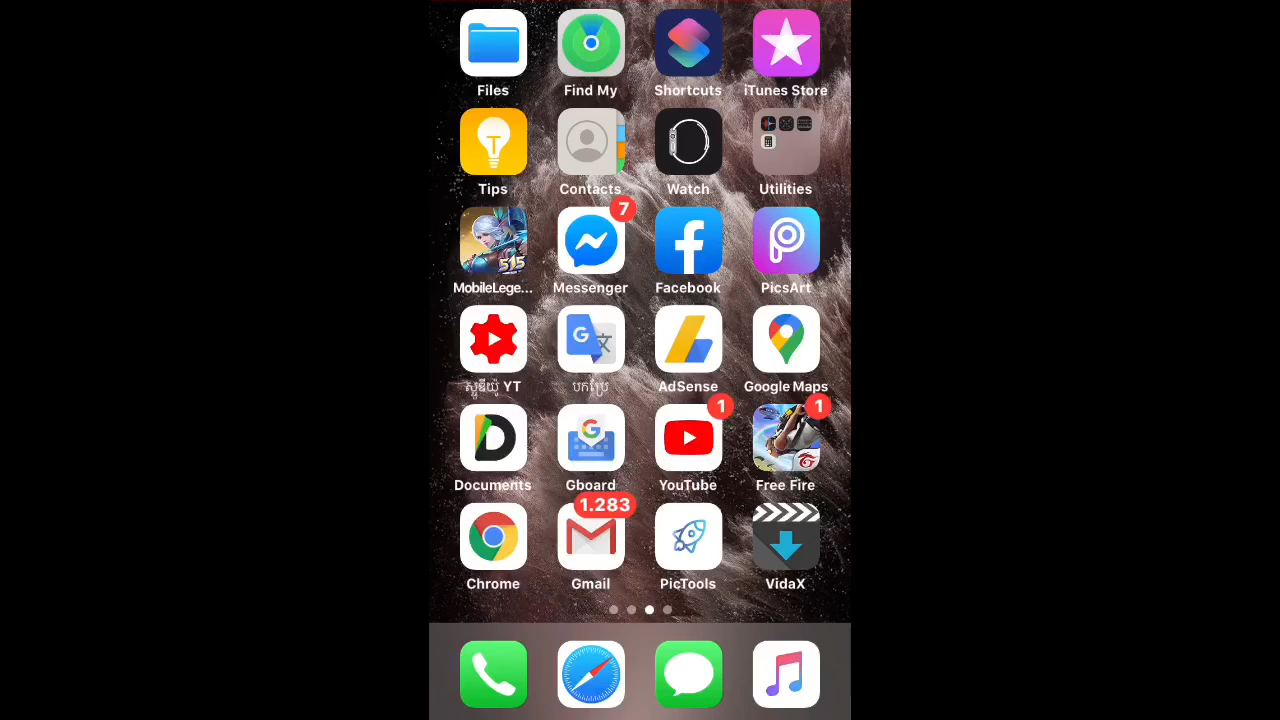 Files Find My Shortcuts iTunes Store
Tips Contacts Watch Utilities
7
515
MobileLege... Messenger Facebook PicsArt
ស្ទូឌីយ៉ូ YT បកប្រែ AdSense Google Maps
1 1
Documents Gboard YouTube Free Fire
1.283
Chrome Gmail PicTools VidaX